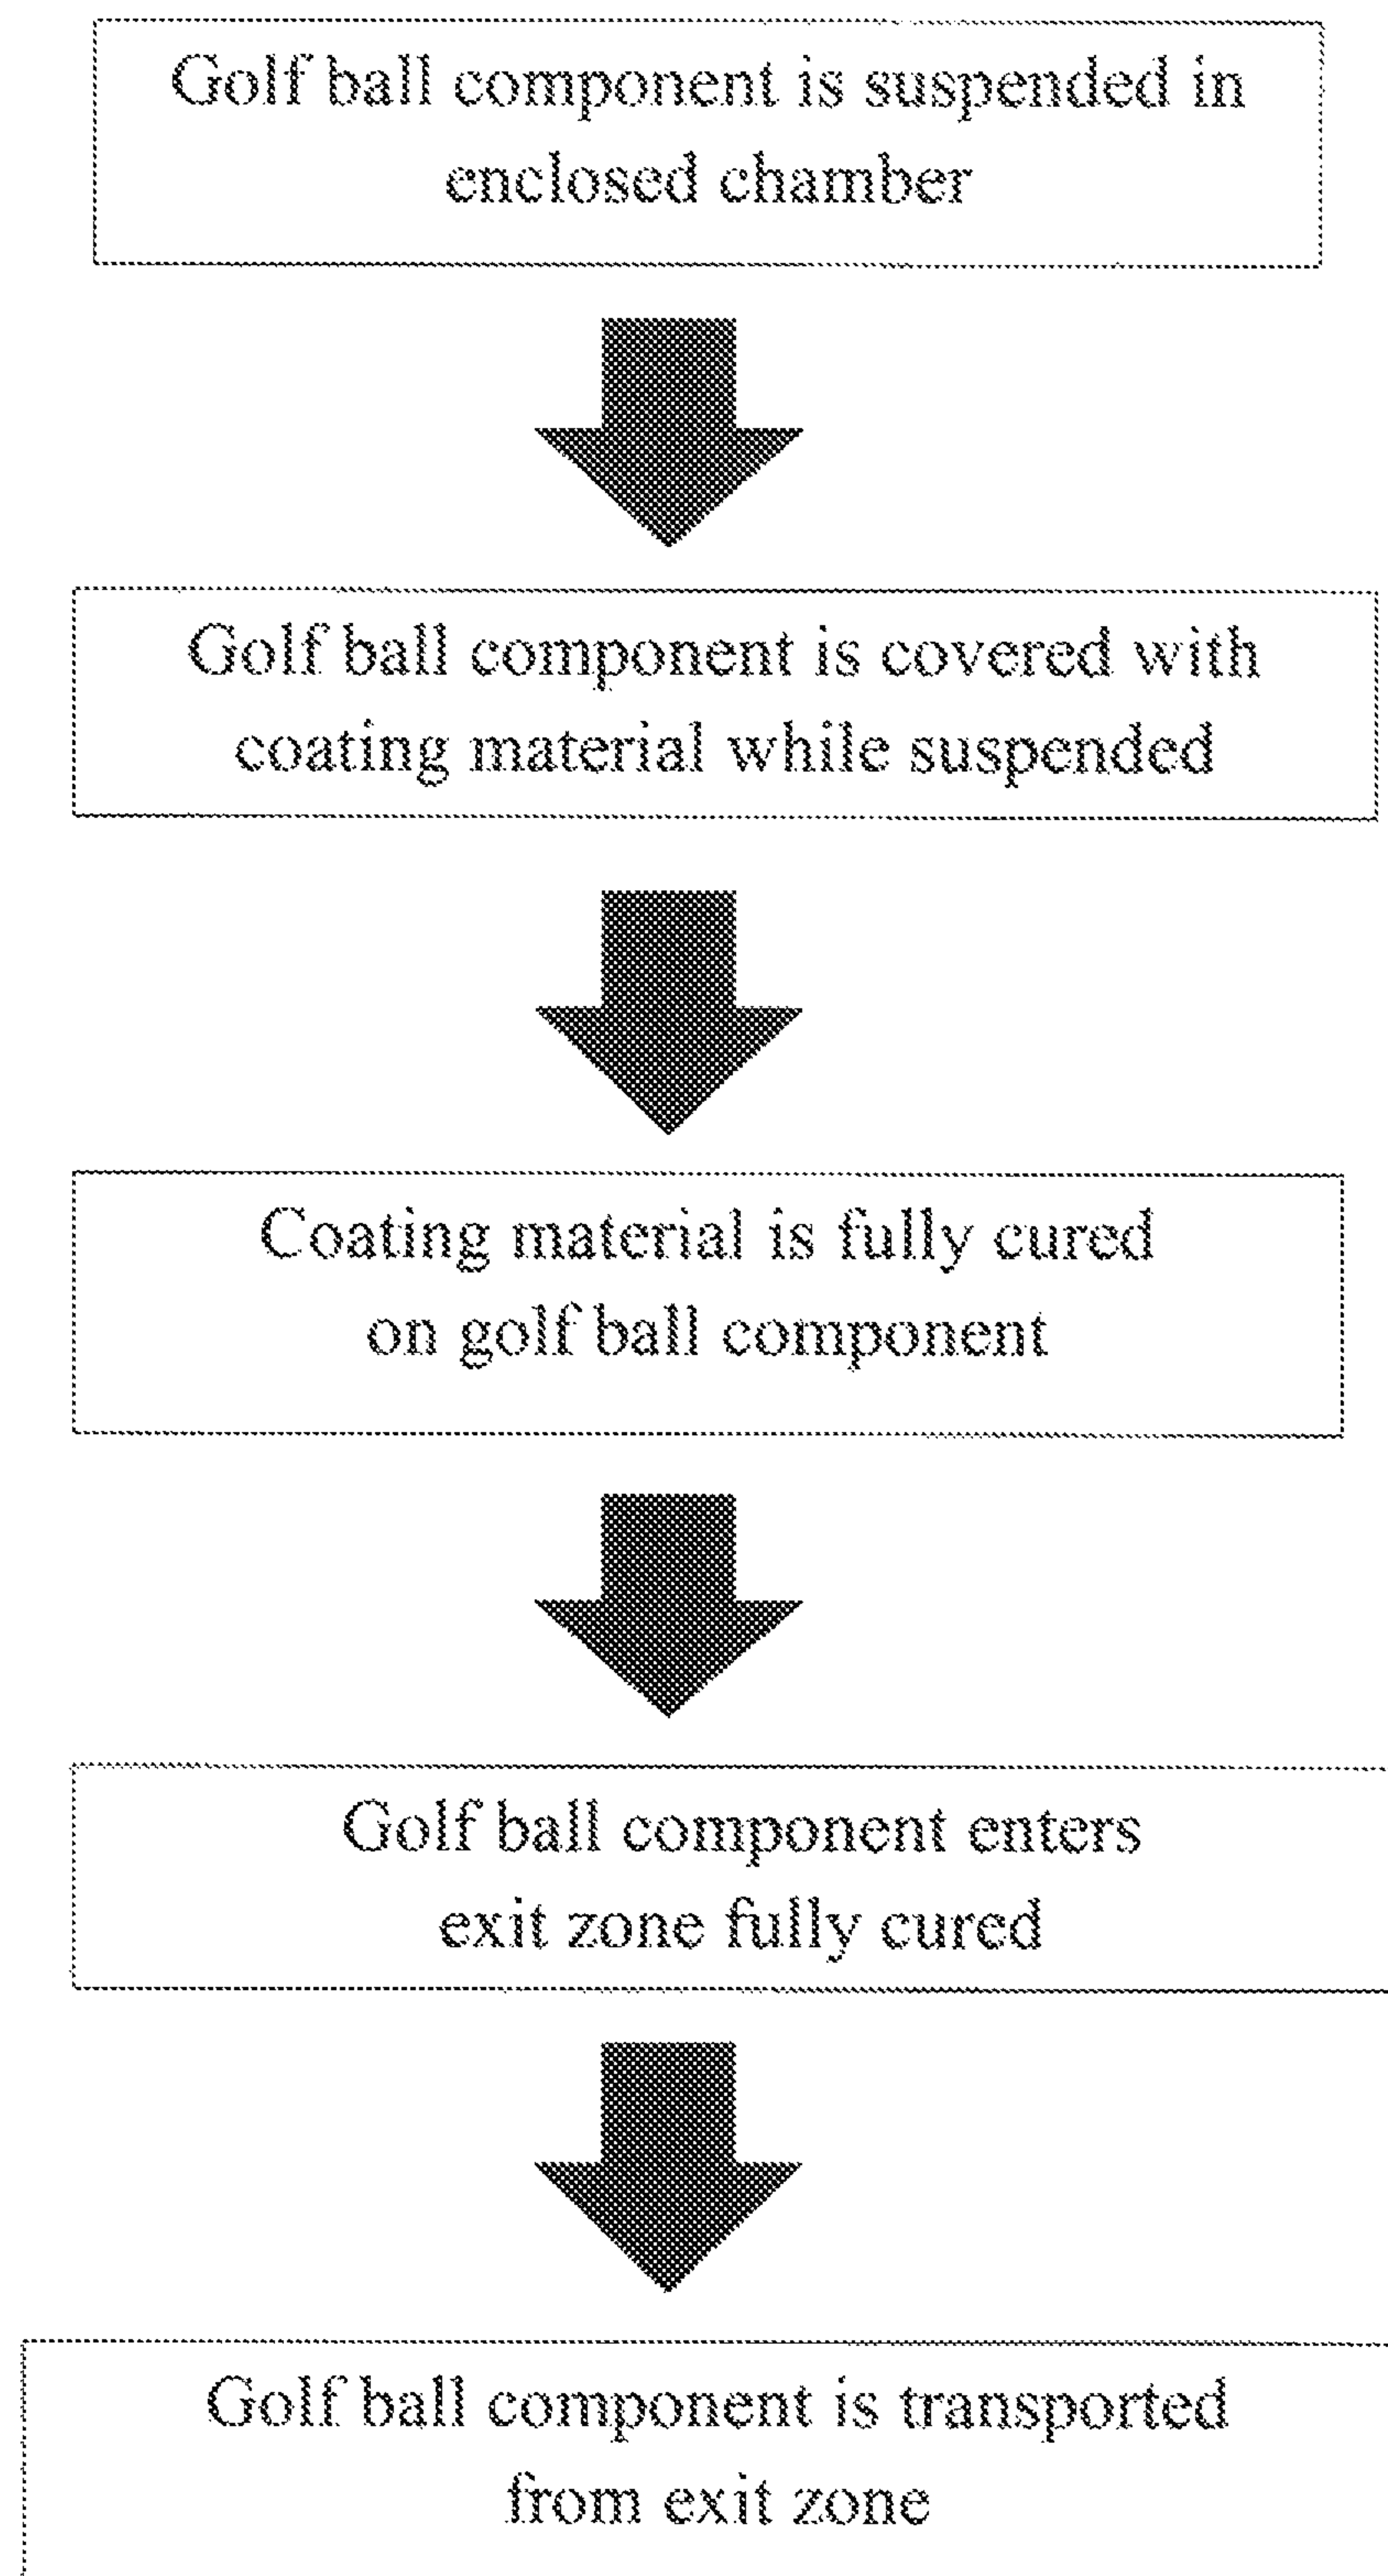 Golf ball component is suspended in
enclosed chamber
Golf ball component is covered with
coating material while suspended
Coating material is fully cured
on golf ball component
Golf ball component enters
exit zone fully cured
Golf ball component is transported
from exit zone